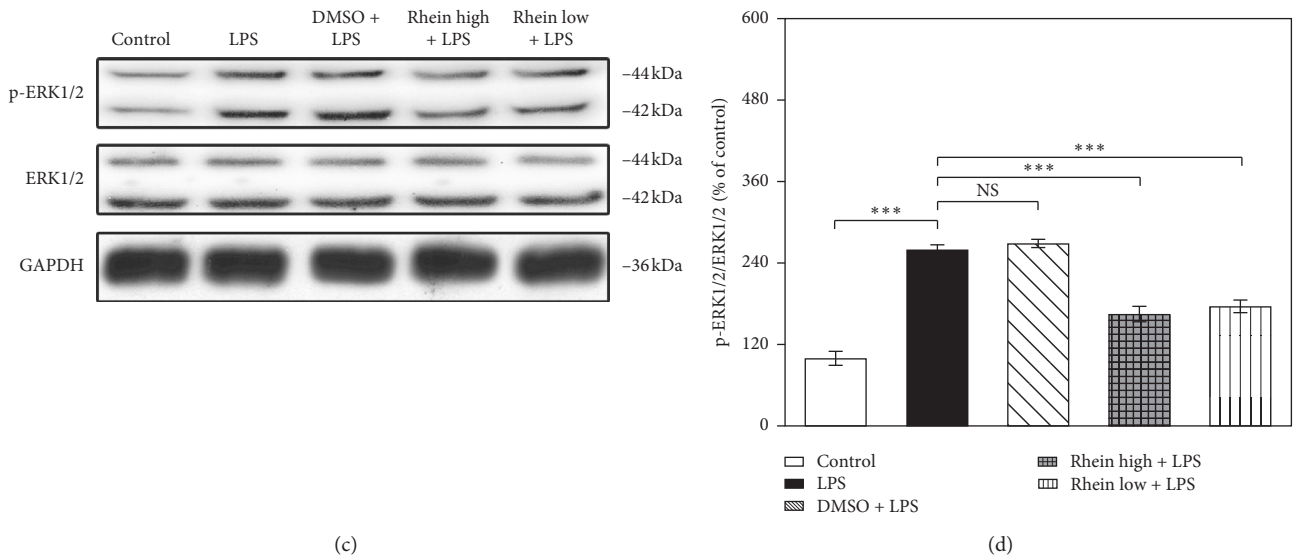 Control
LPS
DMSO +
LPS
Rhein high
+ LPS
Rhein low
+ LPS
p-ERK1/2
–44 kDa
–42 kDa
ERK1/2
–44 kDa
–42 kDa
GAPDH
–36 kDa
(c)
p-ERK1/2/ERK1/2 (% of control)
600
480
360
240
120
0
***
NS
***
***
Control
LPS
DMSO + LPS
Rhein high + LPS
Rhein low + LPS
(d)